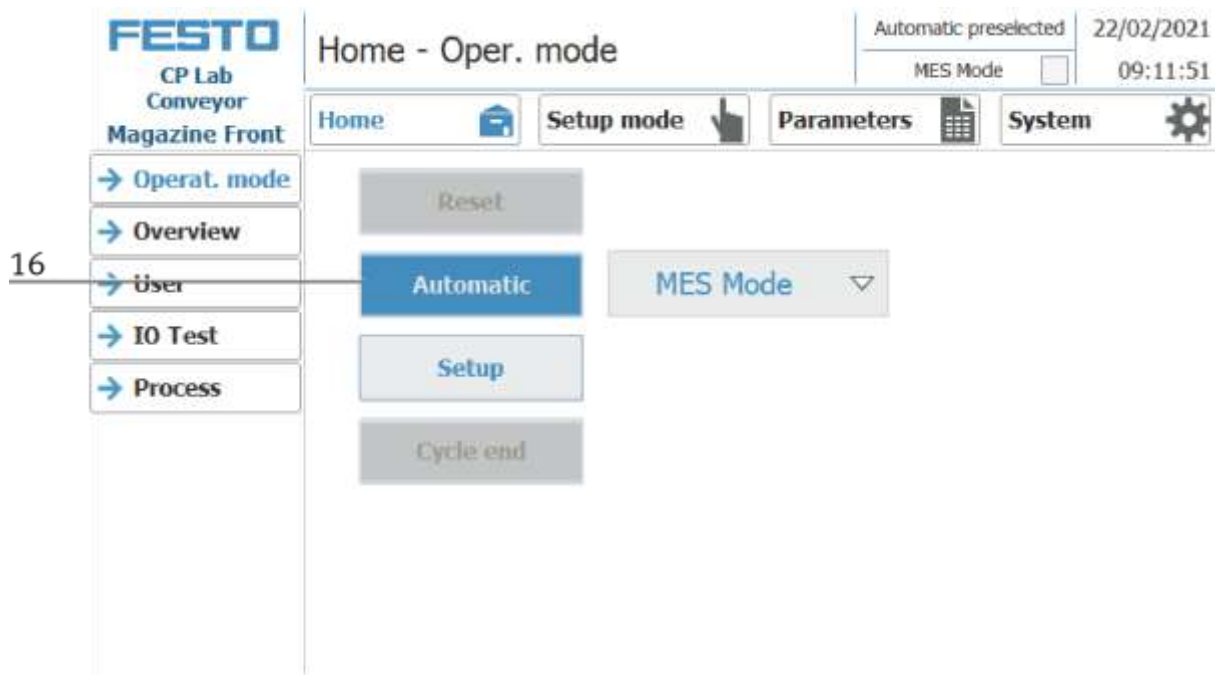 FESTO
CP Lab
Conveyor
Magazine Front
Home - Oper. mode
Automatic preselected
MES Mode
22/02/2021
09:11:51
Home
Setup mode
Parameters
System
Operat. mode
Overview
User
IO Test
Process
16
Reset
Automatic
MES Mode
Setup
Cycle end